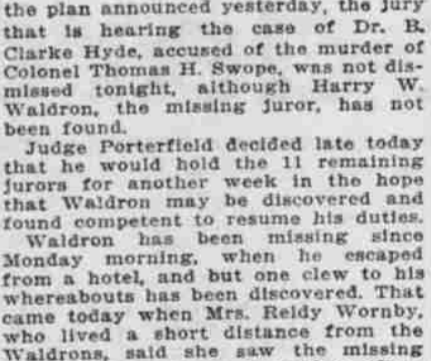 the plan announced yesterday, the jury
that is hearing the case of Dr. B.
Clarke Hyde, accused of the murder of
Colonel Thomas H. Swope, was not dis-
missed tonight, although Harry W.
Waldron, the missing juror, has not
been found.
Judge Porterfield decided late today
that he would hold the 11 remaining
jurors for another week in the hope
that Waldron may be discovered and
found competent to resume his duties.
Waldron has been missing since
Monday morning, when he escaped
from a hotel, and but one clew to his
whereabouts has been discovered. That
came today when Mrs. Reidy Wornby,
who lived a short distance from the
Waldrons, said she saw the missing